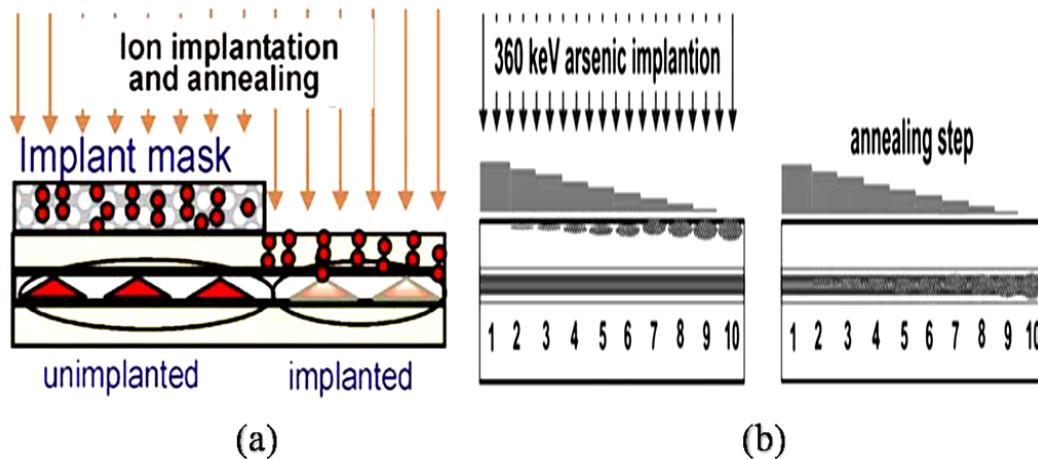 Ion implantation
and annealing
Implant mask
unimplanted
implanted
(a)
360 keV arsenic implantion
annealing step
1 2 3 4 5 6 7 8 9 10
1 2 3 4 5 6 7 8 9 10
(b)